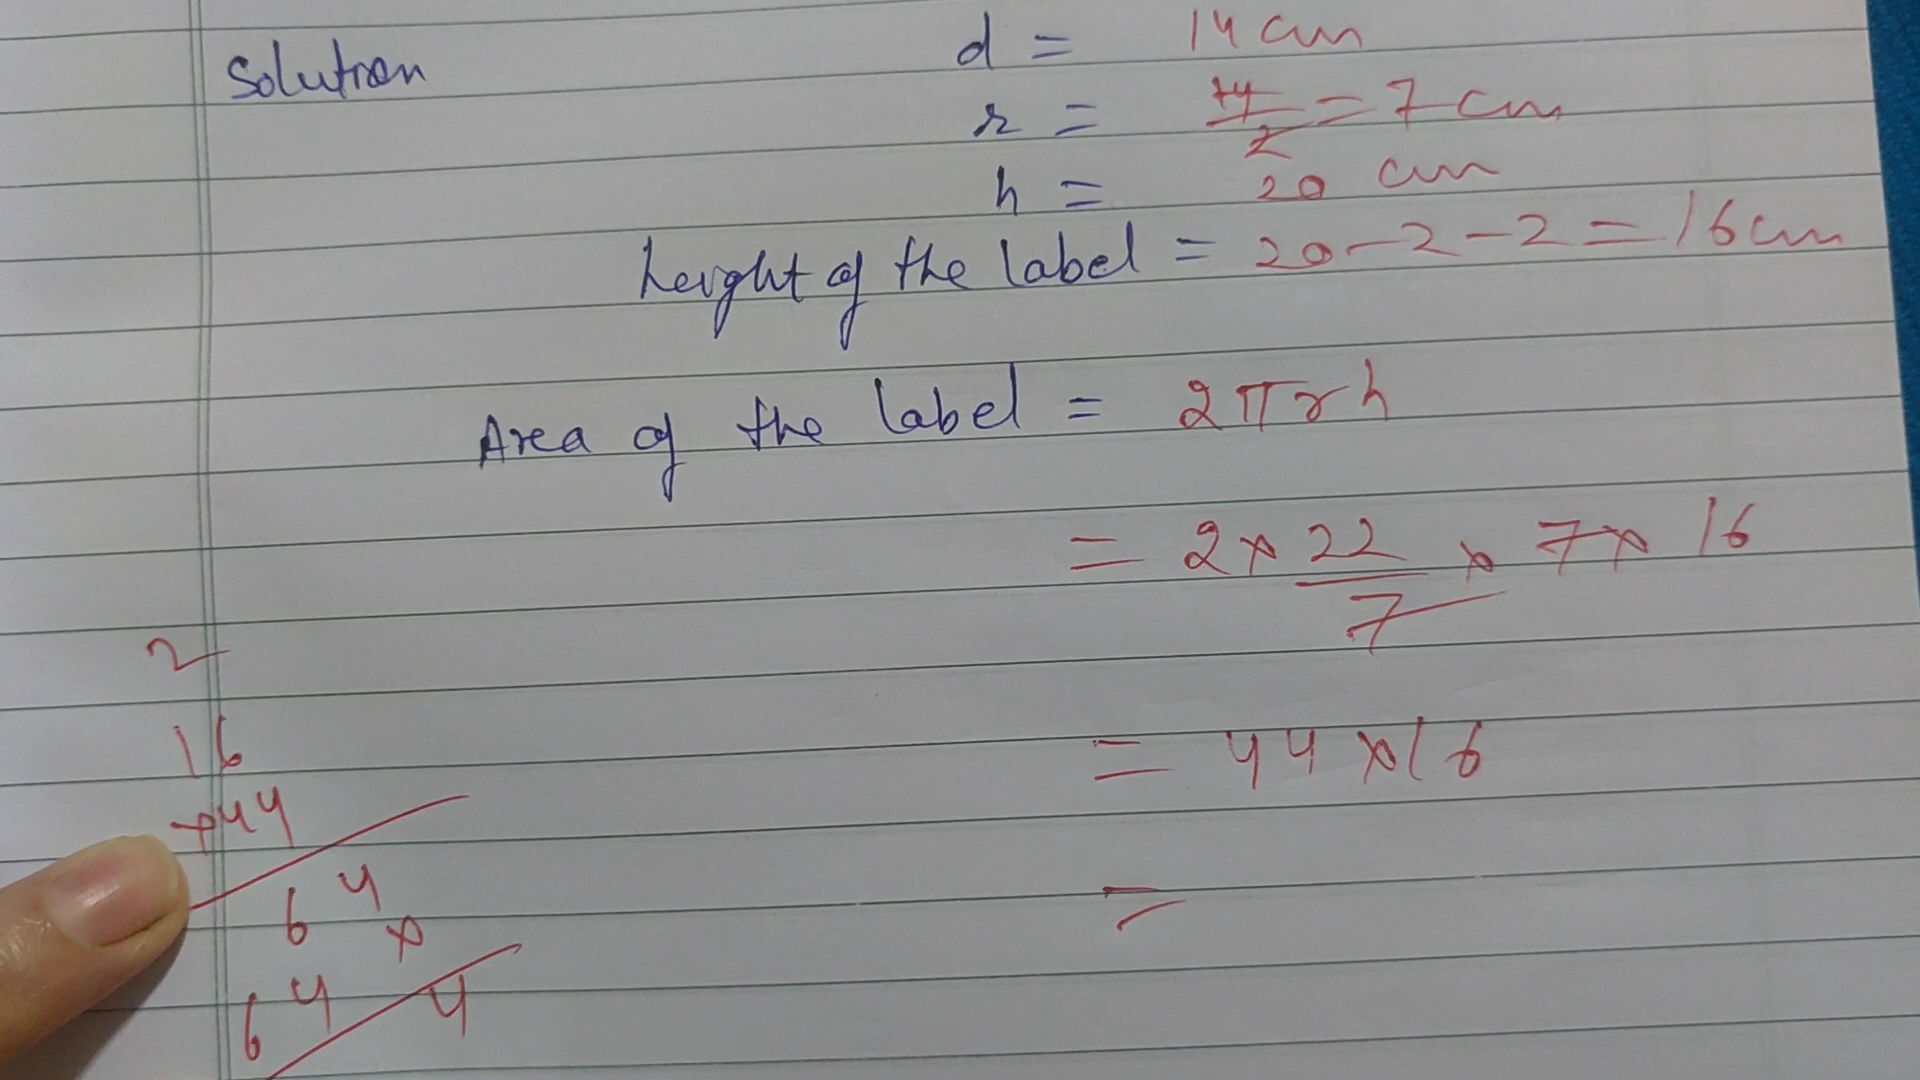 Solution d = 14 cm
r = 14/2 = 7 cm
h = 20 cm
height of the label = 20 - 2 - 2 = 16 cm
Area of the label = 2πrh
= 2 × 22/7 × 7 × 16
= 44 × 16
=
2
16
×44
64
64×
4